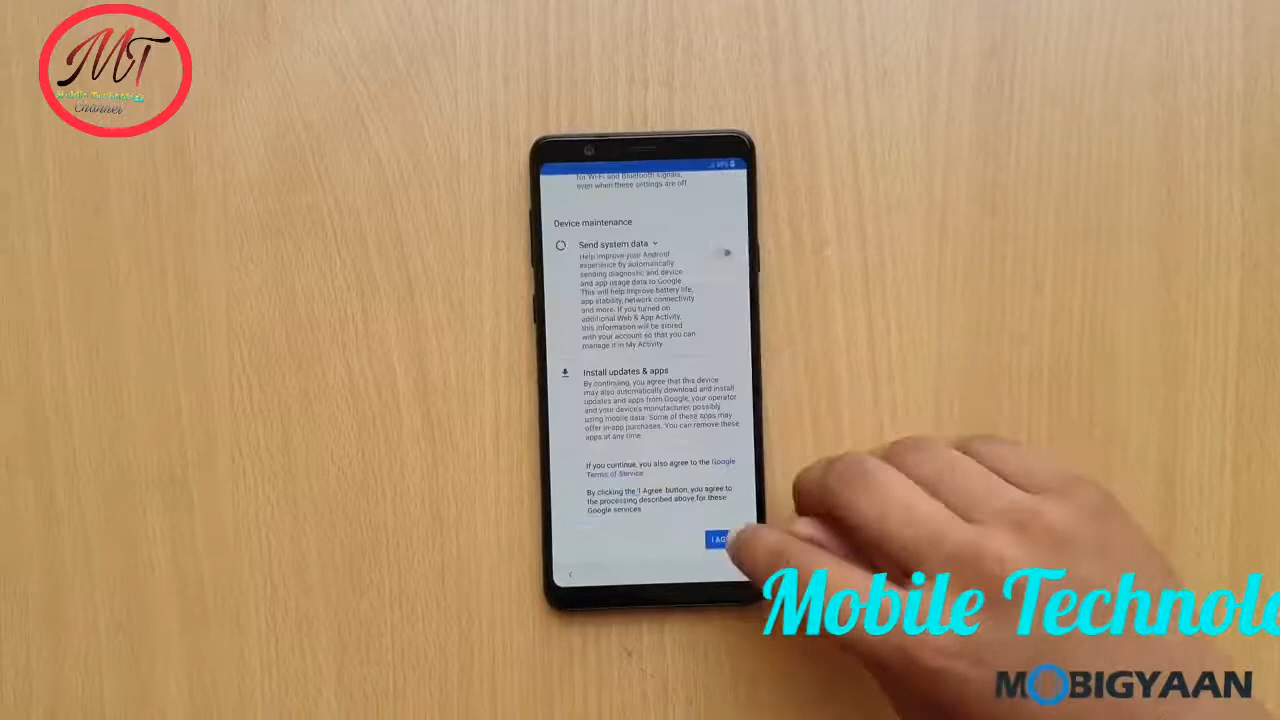 MT
Mobile Technology
Channel
68%
for Wi-Fi and Bluetooth signals,
even when these settings are off
Device maintenance
Send system data
Help improve your Android
experience by automatically
sending diagnostic and device
and app usage data to Google
This will help improve battery life,
app stability, network connectivity
and more. If you turned on
additional Web & App Activity,
this information will be stored
with your account so that you can
manage it in My Activity
Install updates & apps
By continuing, you agree that this device
may also automatically download and install
updates and apps from Google, your operator
and your device's manufacturer, possibly
using mobile data. Some of these apps may
offer in-app purchases. You can remove these
apps at any time.
If you continue, you also agree to the Google
Terms of Service
By clicking the 'I Agree' button, you agree to
the processing described above for these
Google services
I AG
Mobile Technolo
MOBIGYAAN